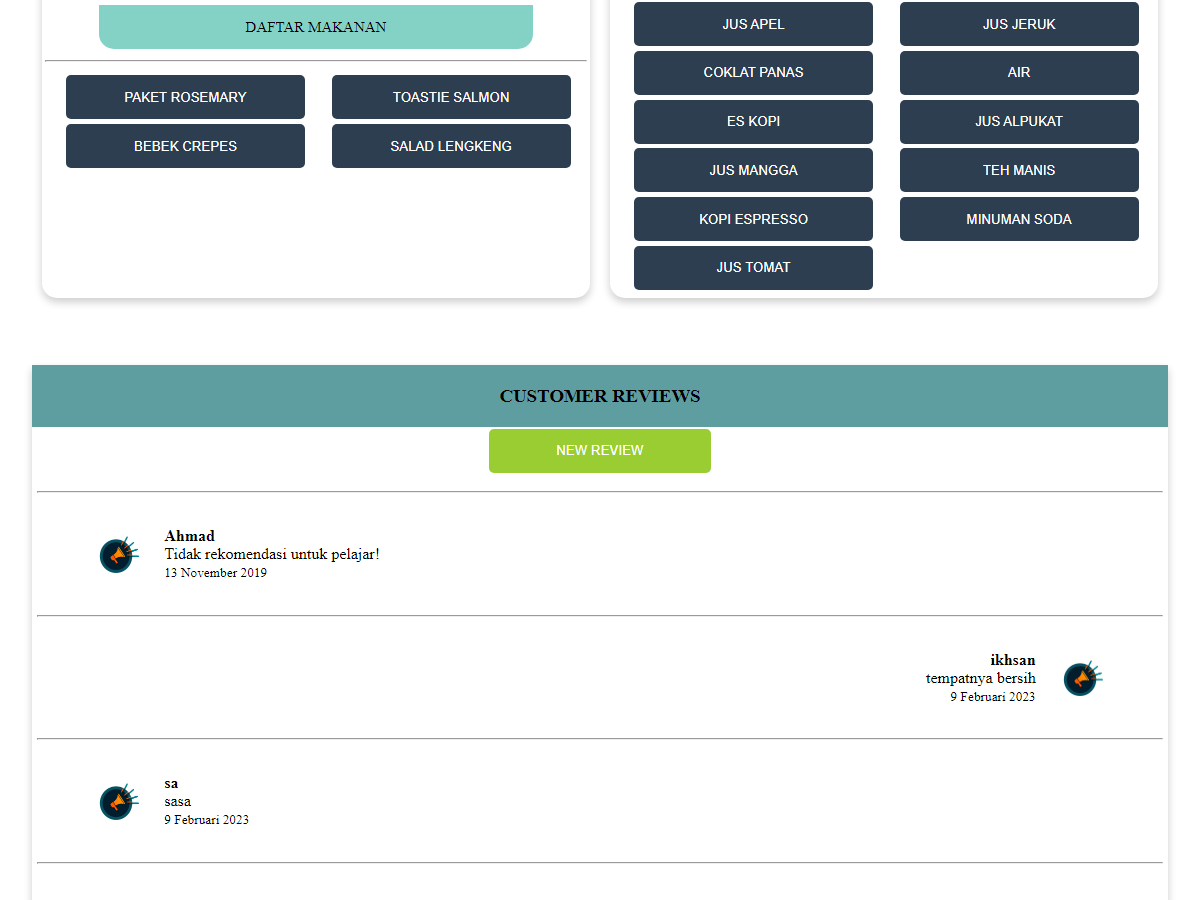 DAFTAR MAKANAN
PAKET ROSEMARY
TOASTIE SALMON
BEBEK CREPES
SALAD LENGKENG
JUS APEL
JUS JERUK
COKLAT PANAS
AIR
ES KOPI
JUS ALPUKAT
JUS MANGGA
TEH MANIS
KOPI ESPRESSO
MINUMAN SODA
JUS TOMAT
CUSTOMER REVIEWS
NEW REVIEW
Ahmad
Tidak rekomendasi untuk pelajar!
13 November 2019
ikhsan
tempatnya bersih
9 Februari 2023
sa
sasa
9 Februari 2023